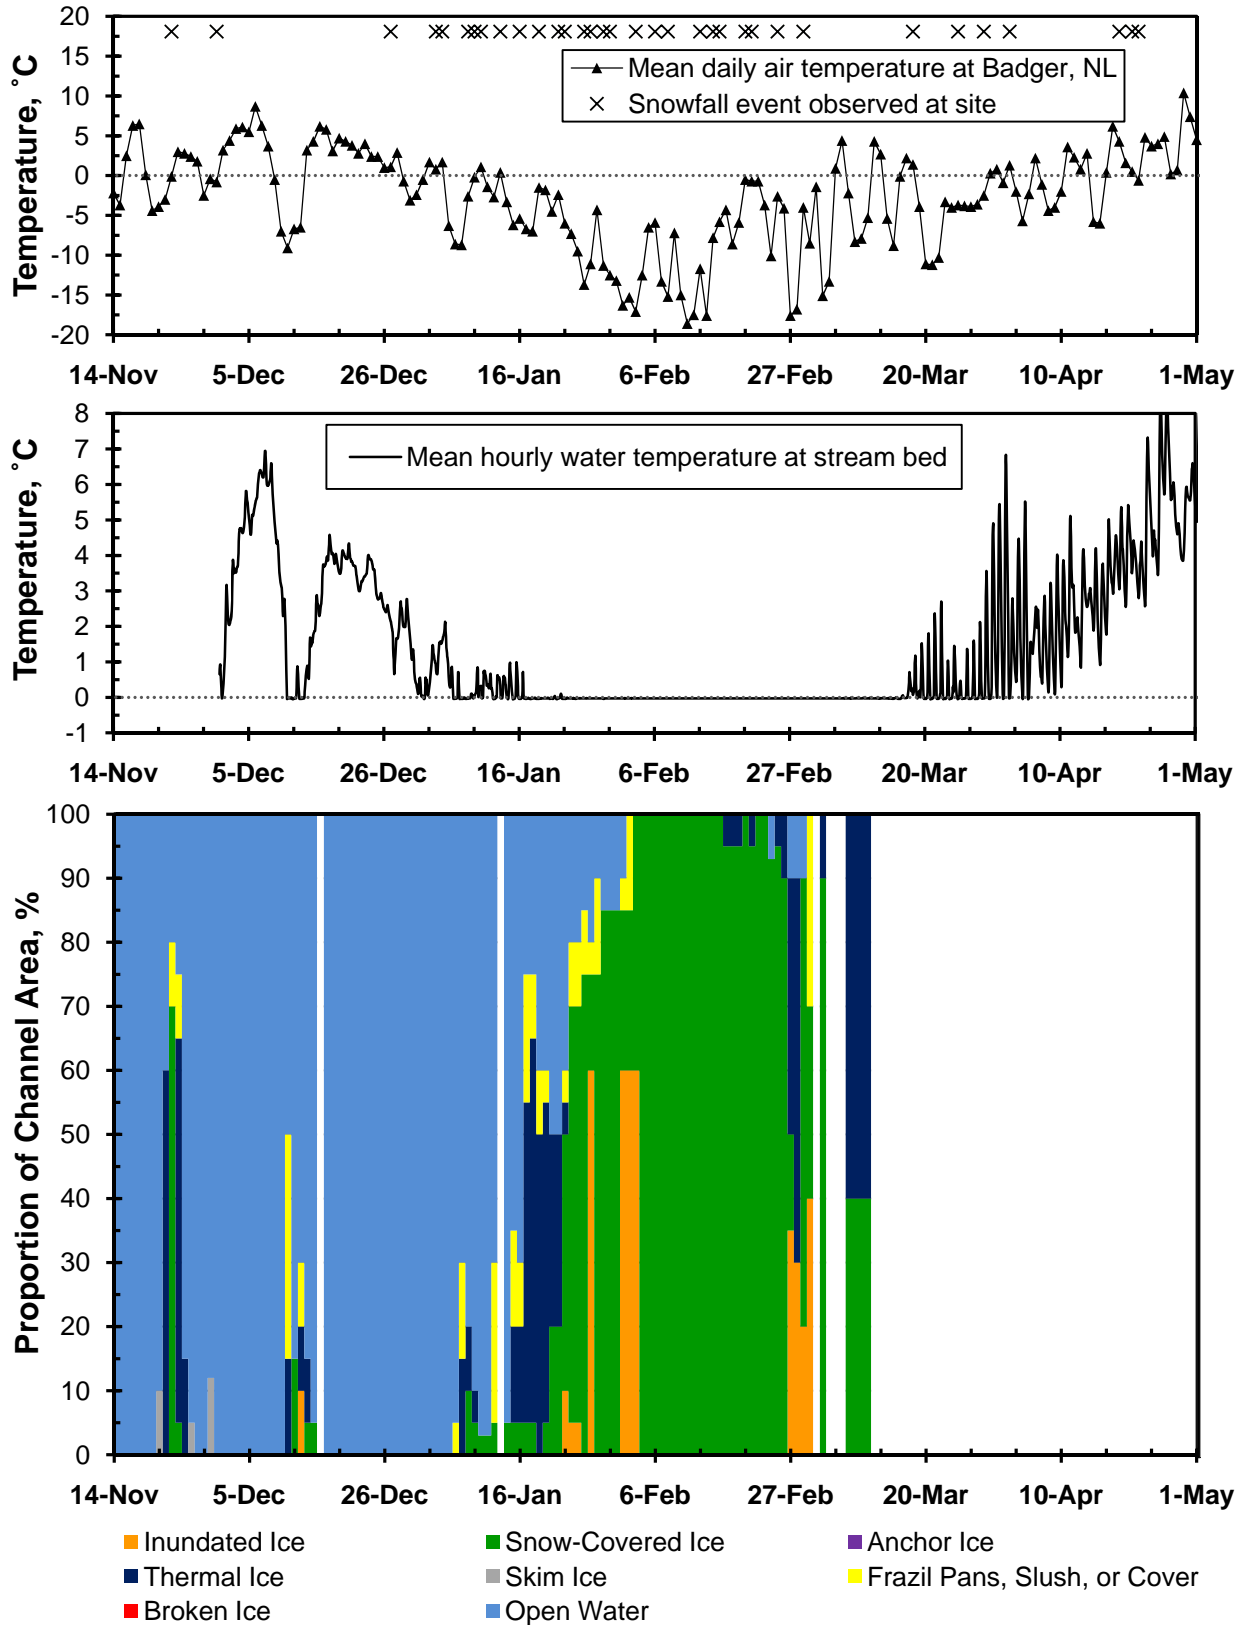 20
15
10
5
0
-5
-10
-15
-20
Temperature, ˚C
Mean daily air temperature at Badger, NL
Snowfall event observed at site
14-Nov 5-Dec 26-Dec 16-Jan 6-Feb 27-Feb 20-Mar 10-Apr 1-May
8
7
6
5
4
3
2
1
0
-1
Temperature, ˚C
Mean hourly water temperature at stream bed
14-Nov 5-Dec 26-Dec 16-Jan 6-Feb 27-Feb 20-Mar 10-Apr 1-May
100
90
80
70
60
50
40
30
20
10
0
Proportion of Channel Area, %
14-Nov 5-Dec 26-Dec 16-Jan 6-Feb 27-Feb 20-Mar 10-Apr 1-May
Inundated Ice Snow-Covered Ice Anchor Ice
Thermal Ice Skim Ice Frazil Pans, Slush, or Cover
Broken Ice Open Water